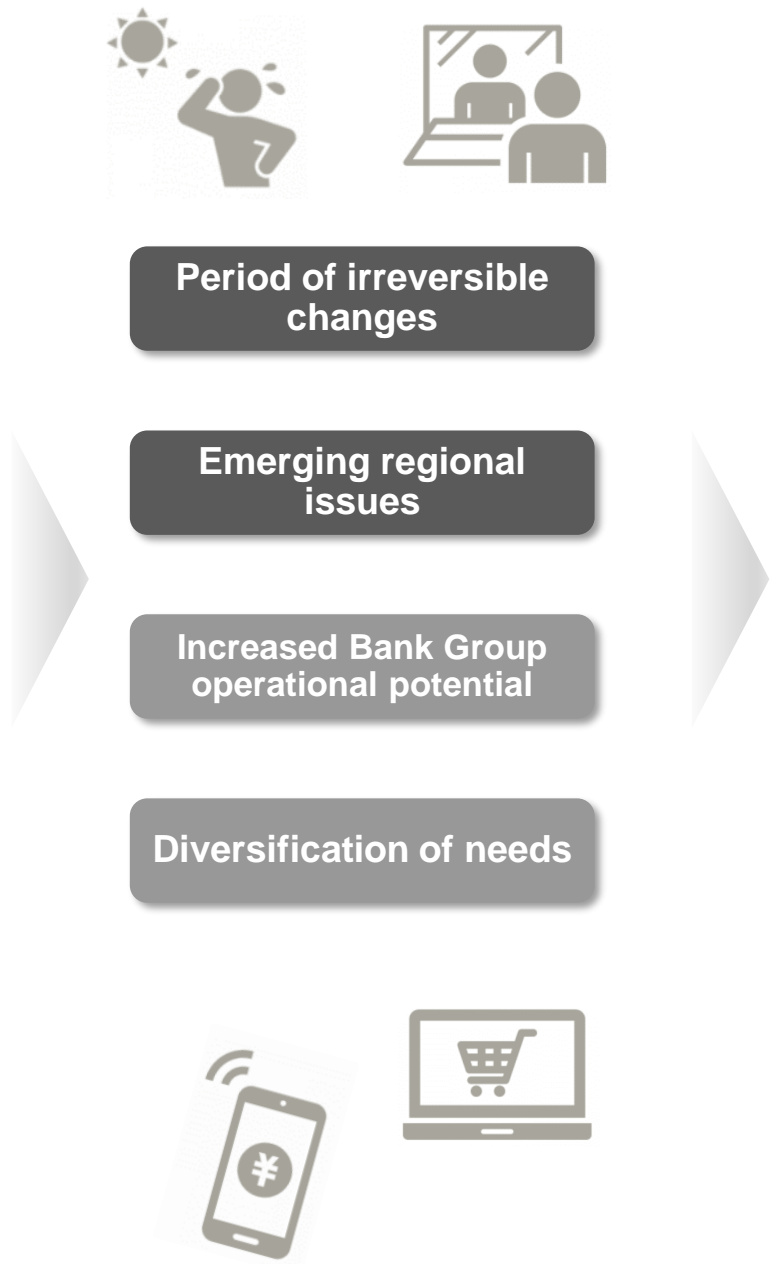 Period of irreversible
changes
Emerging regional
issues
Increased Bank Group
operational potential
Diversification of needs
¥